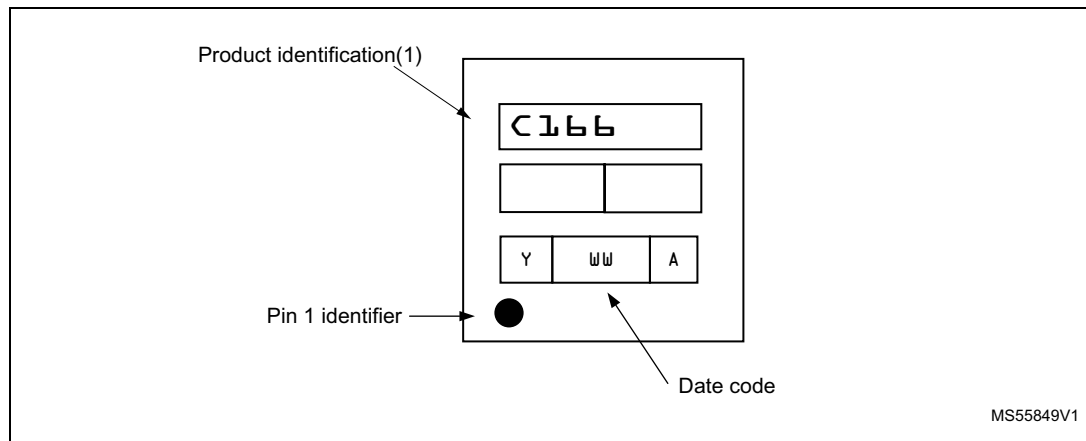 Product identification(1)
C166
Y WW A
Pin 1 identifier
Date code
MS55849V1